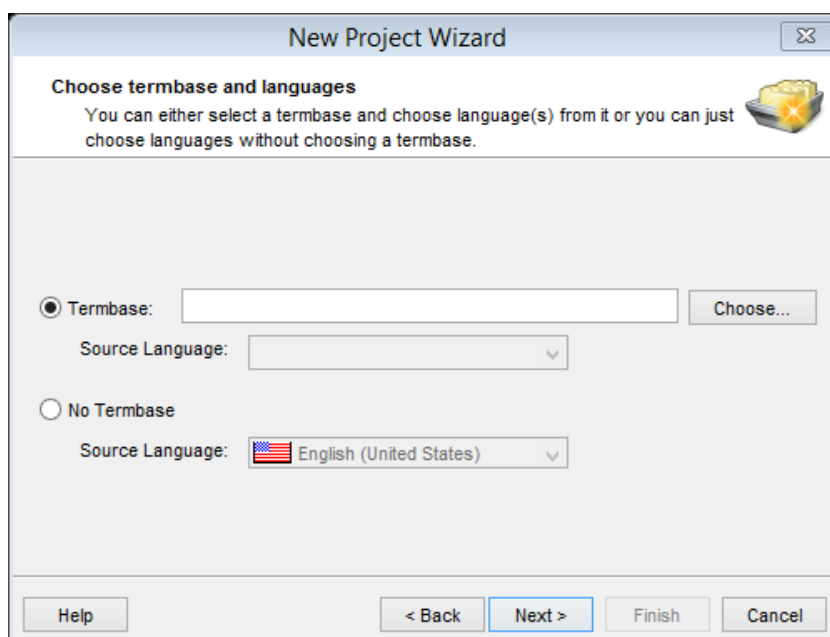 New Project Wizard
Choose termbase and languages
You can either select a termbase and choose language(s) from it or you can just
choose languages without choosing a termbase.
Termbase:
Choose...
Source Language:
No Termbase
Source Language:
English (United States)
Help
< Back
Next >
Finish
Cancel